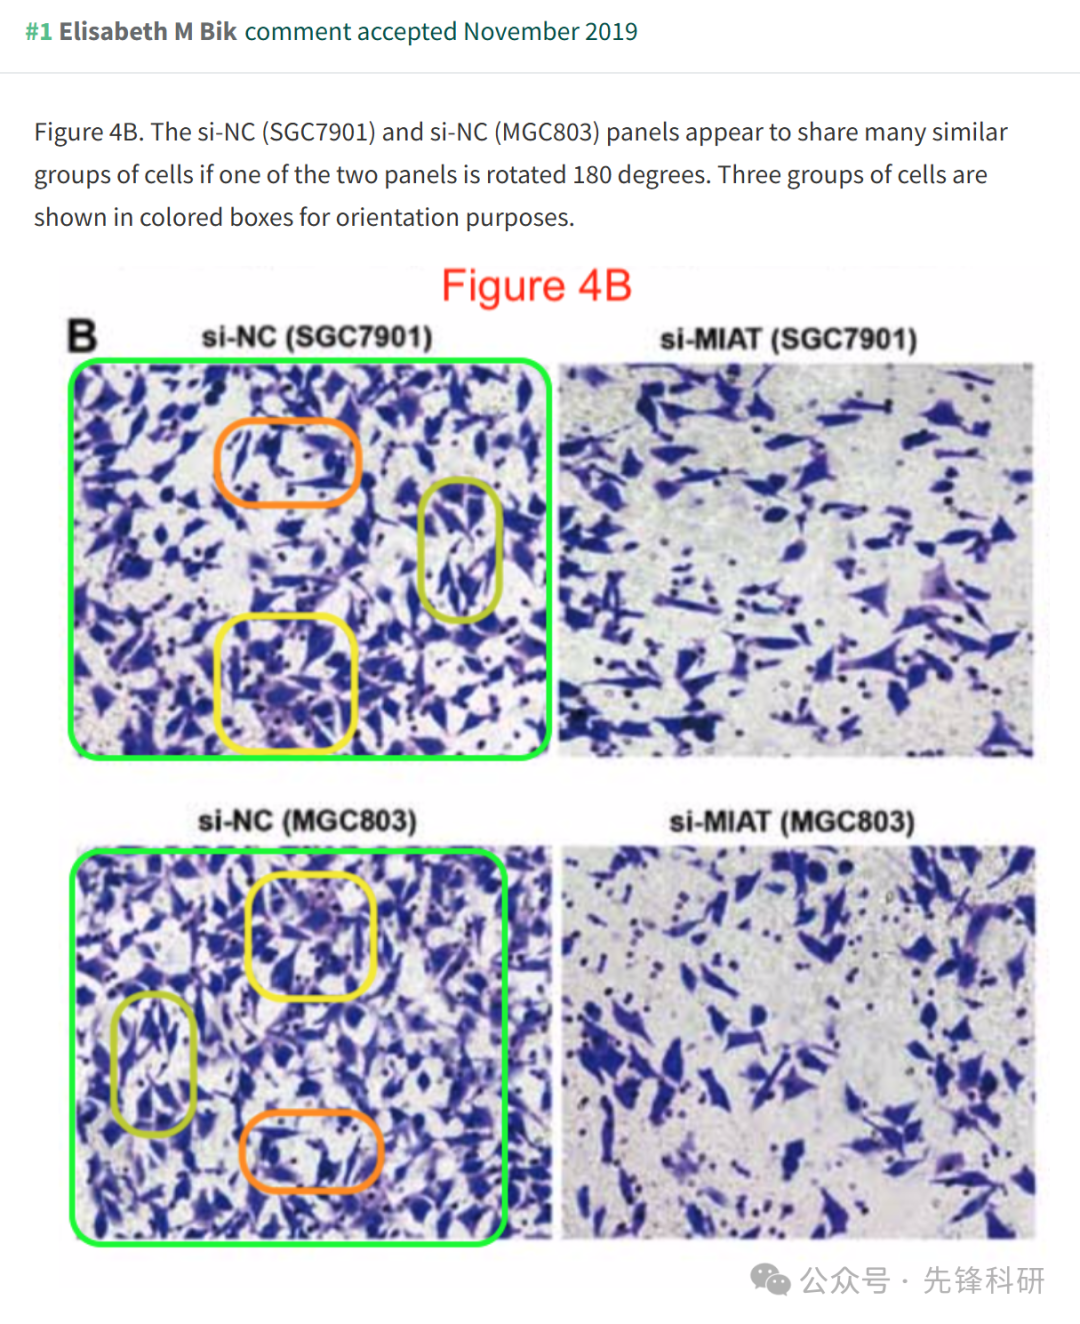 #1 Elisabeth M Bik comment accepted November 2019
Figure 4B. The si-NC (SGC7901) and si-NC (MGC803) panels appear to share many similar
groups of cells if one of the two panels is rotated 180 degrees. Three groups of cells are
shown in colored boxes for orientation purposes.
Figure 4B
B
si-NC (SGC7901)
si-MIAT (SGC7901)
si-NC (MGC803)
si-MIAT (MGC803)
公众号 · 先锋科研